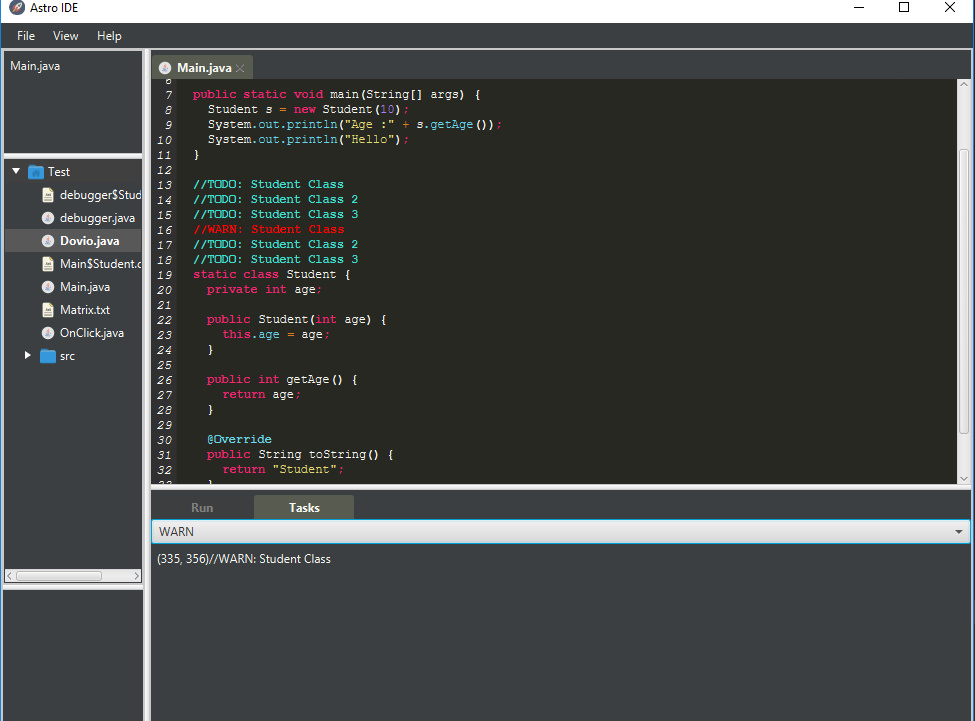 Astro IDE
File View Help
Main.java
Test
debugger$Stud
debugger.java
Dovio.java
Main$Student.c
Main.java
Matrix.txt
OnClick.java
src
Main.java
7 public static void main(String[] args) {
8 Student s = new Student(10);
9 System.out.println("Age :" + s.getAge());
10 System.out.println("Hello");
11 }
12
13 //TODO: Student Class
14 //TODO: Student Class 2
15 //TODO: Student Class 3
16 //WARN: Student Class
17 //TODO: Student Class 2
18 //TODO: Student Class 3
19 static class Student {
20 private int age;
21
22 public Student(int age) {
23 this.age = age;
24 }
25
26 public int getAge() {
27 return age;
28 }
29
30 @Override
31 public String toString() {
32 return "Student";
Run Tasks
WARN
(335, 356)//WARN: Student Class